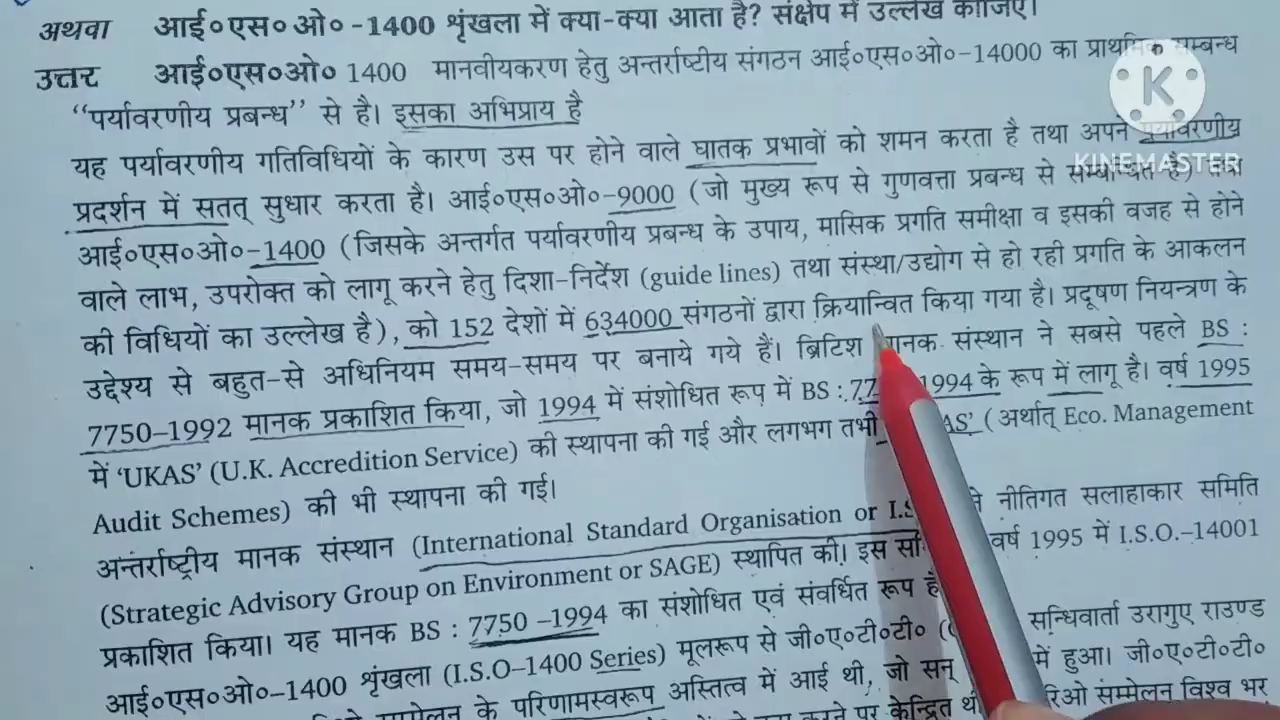 अथवा आई०एस०ओ०-1400 शृंखला में क्या-क्या आता है? संक्षेप में उल्लेख कीजिए।
उत्तर आई०एस०ओ० 1400 मानवीयकरण हेतु अन्तर्राष्टीय संगठन आई०एस०ओ०-14000 का प्राथमिक सम्बन्ध
“पर्यावरणीय प्रबन्ध” से है। इसका अभिप्राय है
यह पर्यावरणीय गतिविधियों के कारण उस पर होने वाले घातक प्रभावों को शमन करता है तथा अपने पर्यावरणीय
प्रदर्शन में सतत् सुधार करता है। आई०एस०ओ०-9000 (जो मुख्य रूप से गुणवत्ता प्रबन्ध से सम्बन्धित है) तथा
आई०एस०ओ०-1400 (जिसके अन्तर्गत पर्यावरणीय प्रबन्ध के उपाय, मासिक प्रगति समीक्षा व इसकी वजह से होने
वाले लाभ, उपरोक्त को लागू करने हेतु दिशा-निर्देश (guide lines) तथा संस्था/उद्योग से हो रही प्रगति के आकलन
की विधियों का उल्लेख है), को 152 देशों में 634000 संगठनों द्वारा क्रियान्वित किया गया है। प्रदूषण नियन्त्रण के
उद्देश्य से बहुत-से अधिनियम समय-समय पर बनाये गये हैं। ब्रिटिश मानक संस्थान ने सबसे पहले BS :
7750–1992 मानक प्रकाशित किया, जो 1994 में संशोधित रूप में BS : 77 1994 के रूप में लागू है। वर्ष 1995
में ‘UKAS’ (U.K. Accredition Service) की स्थापना की गई और लगभग तभी AS’ (अर्थात् Eco. Management
Audit Schemes) की भी स्थापना की गई।
अन्तर्राष्ट्रीय मानक संस्थान (International Standard Organisation or I.S ने नीतिगत सलाहाकार समिति
(Strategic Advisory Group on Environment or SAGE) स्थापित की। इस वर्ष 1995 में I.S.O.–14001
प्रकाशित किया। यह मानक BS : 7750 –1994 का संशोधित एवं संवर्धित रूप है
आई०एस०ओ०–1400 शृंखला (I.S.O–1400 Series) मूलरूप से जी०ए०टी०टी० ( सन्धिवार्ता उरागुए राउण्ड
के परिणामस्वरूप अस्तित्व में आई थी, जो सन् में हुआ। जी०ए०टी०टी०
करने पर केन्द्रित थी रिओ सम्मेलन विश्व भर
K
KINEMASTER